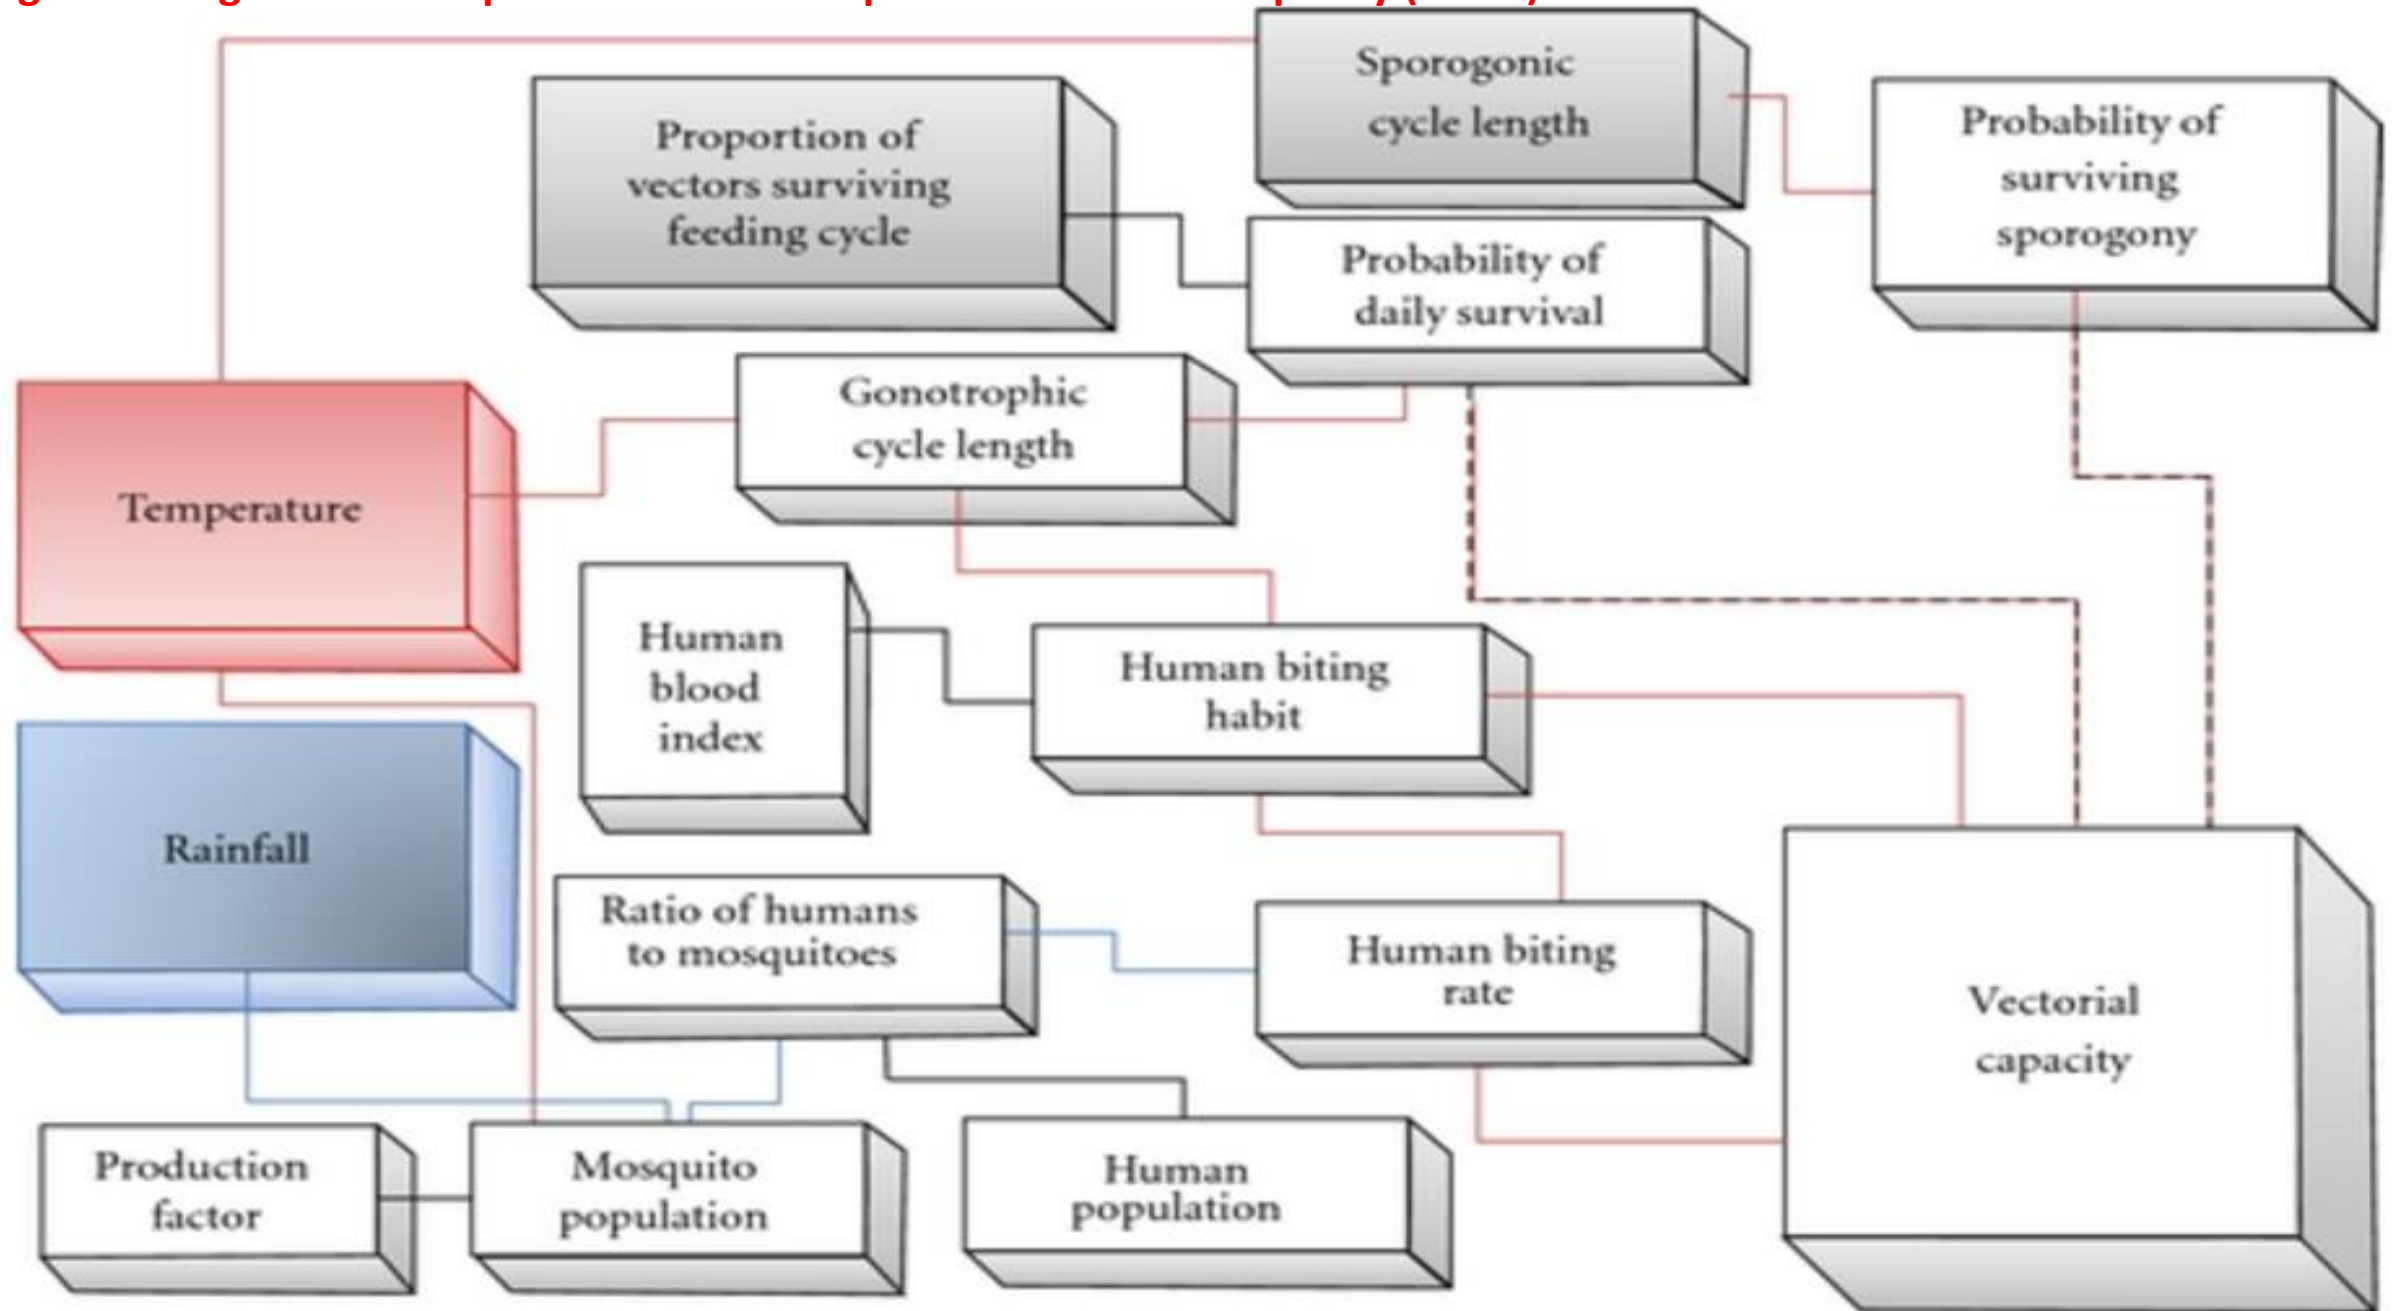 Sporogonic
cycle length
Proportion of
vectors surviving
feeding cycle
Probability of
surviving
sporogony
Probability of
daily survival
Gonotrophic
cycle length
Temperature
Human
blood
index
Human biting
habit
Rainfall
Ratio of humans
to mosquitoes
Human biting
rate
Vectorial
capacity
Production
factor
Mosquito
population
Human
population